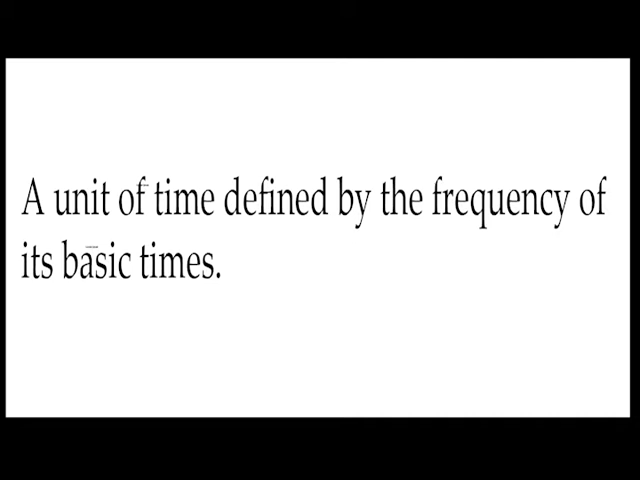 A unit of time defined by the frequency of
its basic times.